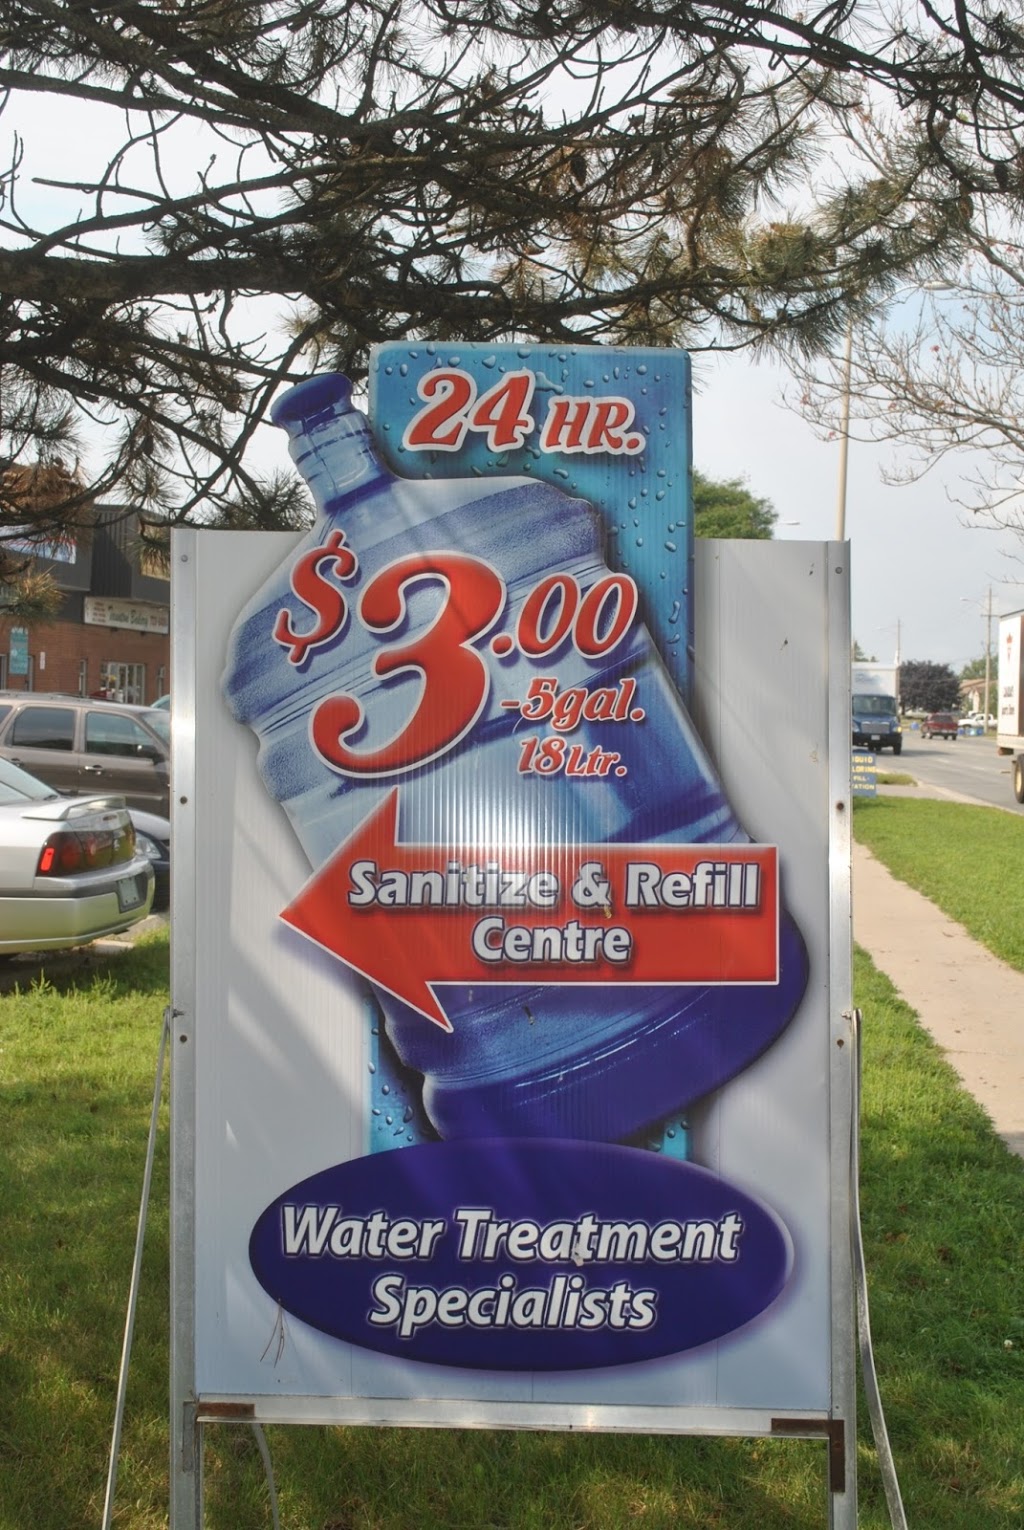 24 HR.
$3.00
-5gal.
18 Ltr.
Sanitize & Refill
Centre
Water Treatment
Specialists